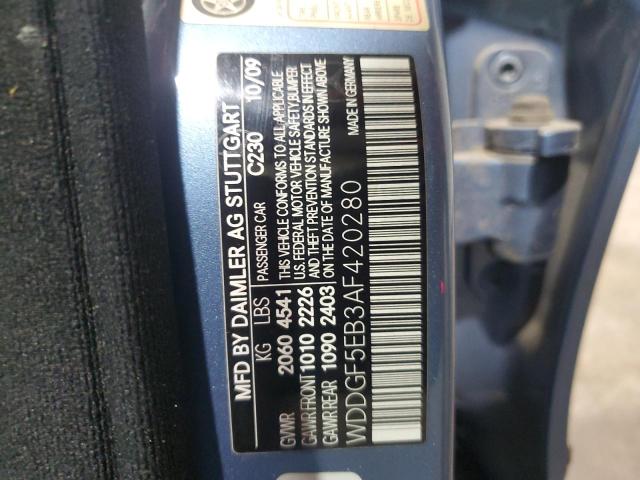 MFD BY DAIMLER AG STUTTGART
C230 10/09
KG LBS PASSENGER CAR
GVWR 2060 4541
GAWR FRONT 1010 2226
GAWR REAR 1090 2403
THIS VEHICLE CONFORMS TO ALL APPLICABLE
U.S. FEDERAL MOTOR VEHICLE SAFETY, BUMPER
AND THEFT PREVENTION STANDARDS IN EFFECT
ON THE DATE OF MANUFACTURE SHOWN ABOVE
MADE IN GERMANY
WDDGF5EB3AF420280